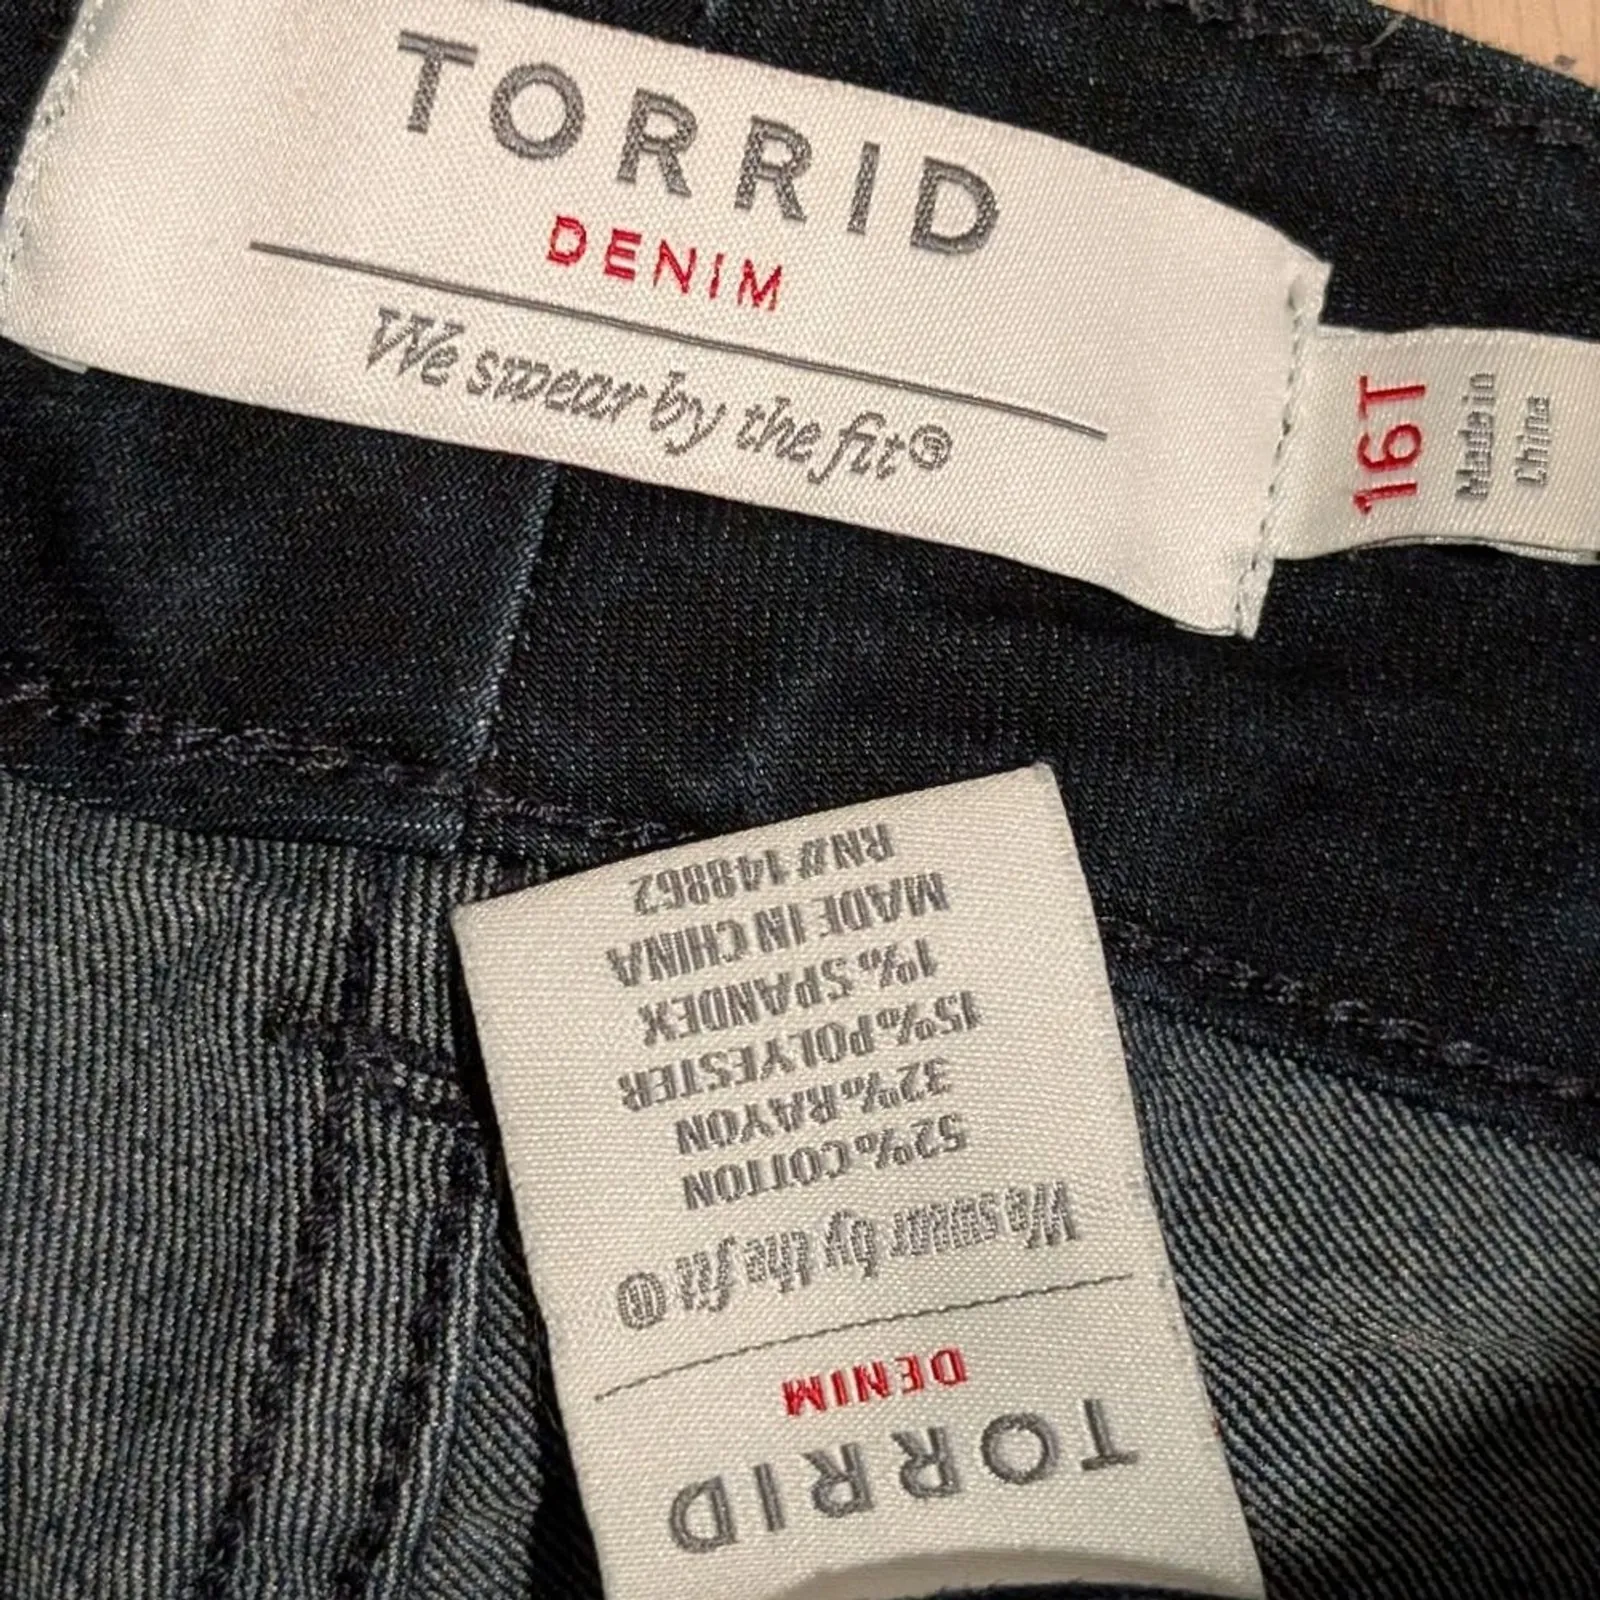 TORRID
DENIM
We swear by the fit®
16T
Made in
China
TORRID
DENIM
We swear by the fit®
52% COTTON
32% RAYON
15% POLYESTER
1% SPANDEX
MADE IN CHINA
RN# 148862